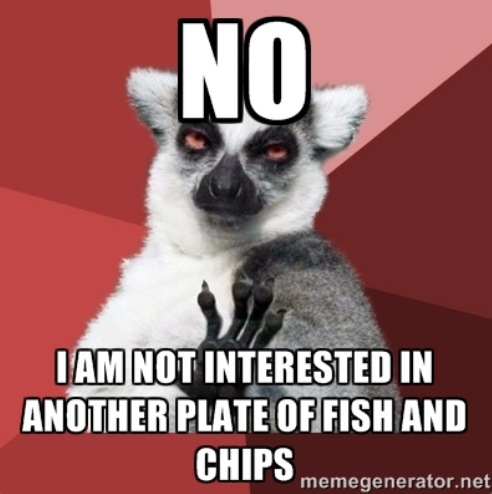 NO
I AM NOT INTERESTED IN
ANOTHER PLATE OF FISH AND
CHIPS
memegenerator.net